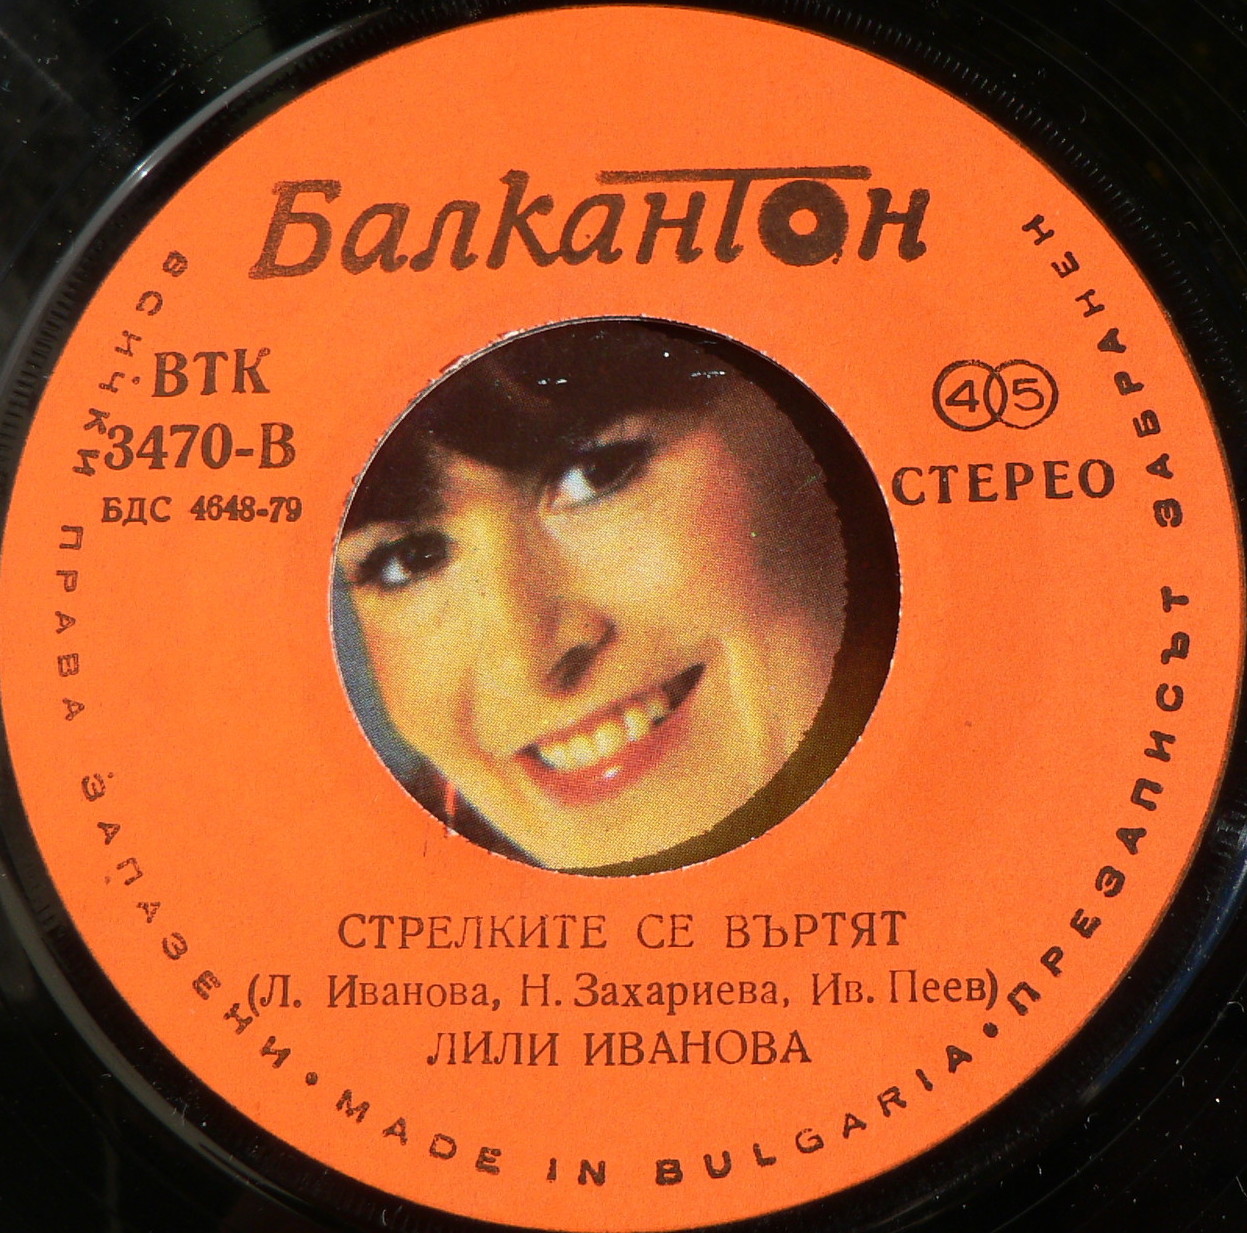 Балкантон
ВТК
3470-В
БДС 4648-79
45
СТЕРЕО
СТРЕЛКИТЕ СЕ ВЪРТЯТ
(Л. Иванова, Н. Захариева, Ив. Пеев)
ЛИЛИ ИВАНОВА
ВСИЧКИ ПРАВА ЗАПАЗЕНИ • MADE IN BULGARIA • ПРЕЗАПИСЪТ ЗАБРАНЕН